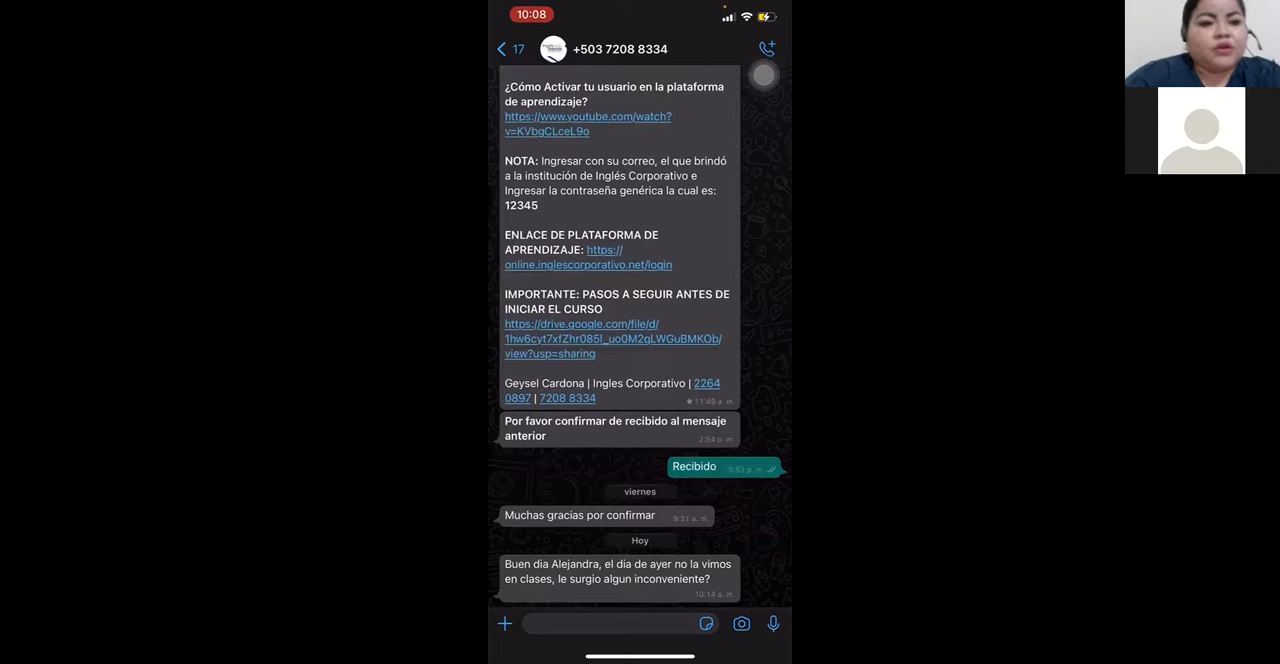 10:08
17
+503 7208 8334
¿Cómo Activar tu usuario en la plataforma
de aprendizaje?
https://www.youtube.com/watch?
v=KVbqCLceL9o
NOTA: Ingresar con su correo, el que brindó
a la institución de Inglés Corporativo e
Ingresar la contraseña genérica la cual es:
12345
ENLACE DE PLATAFORMA DE
APRENDIZAJE: https://
online.inglescorporativo.net/login
IMPORTANTE: PASOS A SEGUIR ANTES DE
INICIAR EL CURSO
https://drive.google.com/file/d/
1hw6cyt7xfZhr085l_uo0M2qLWGuBMKOb/
view?usp=sharing
Geysel Cardona | Ingles Corporativo | 2264
0897 | 7208 8334
11:49 a. m.
Por favor confirmar de recibido al mensaje
anterior
2:54 p. m.
Recibido 5:53 p. m.
viernes
Muchas gracias por confirmar 9:31 a. m.
Hoy
Buen dia Alejandra, el dia de ayer no la vimos
en clases, le surgio algun inconveniente?
10:14 a. m.